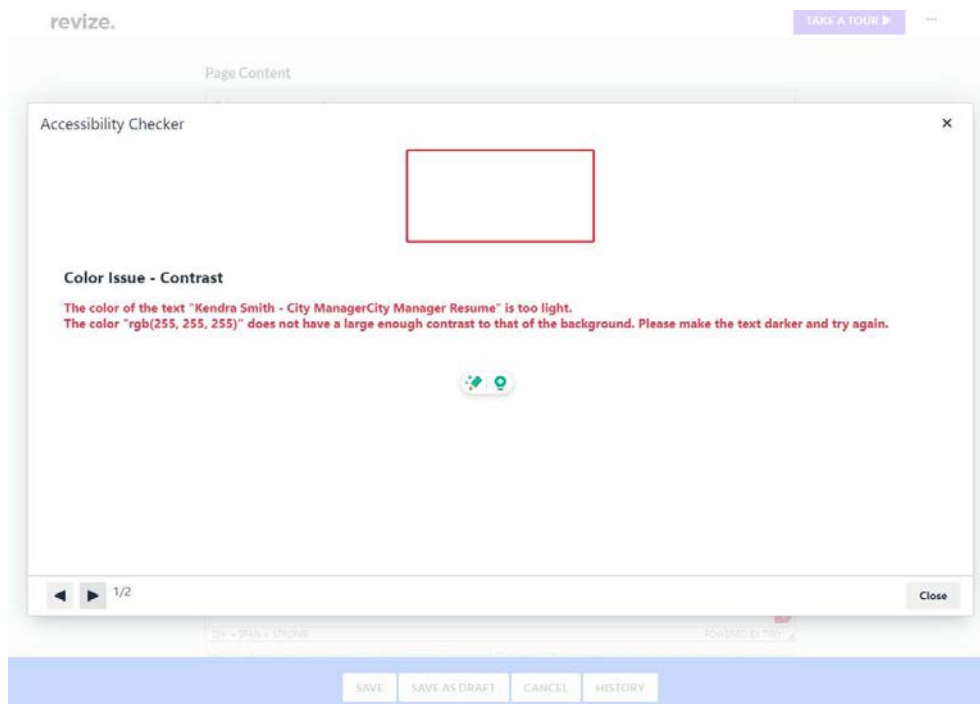 revize.
TAKE A TOUR
Page Content
Accessibility Checker
Color Issue - Contrast
The color of the text "Kendra Smith - City ManagerCity Manager Resume" is too light.
The color "rgb(255, 255, 255)" does not have a large enough contrast to that of the background. Please make the text darker and try again.
1/2
Close
DIV » SPAN » STRONG
POWERED BY TINY
SAVE
SAVE AS DRAFT
CANCEL
HISTORY